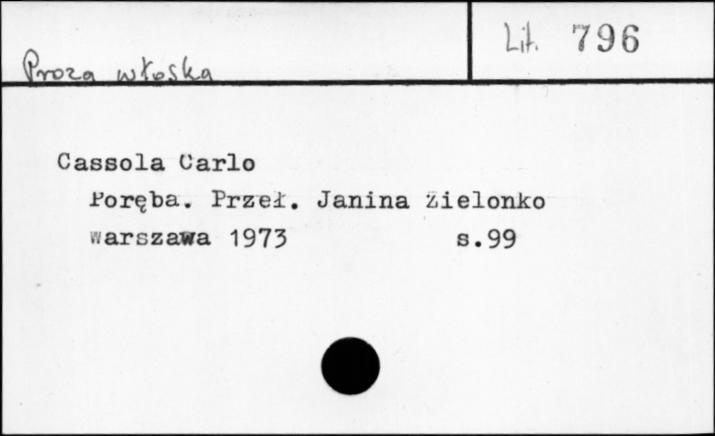 Lit. 796
Proza włoska
Cassola Carlo
Poręba. Przeł. Janina Zielonko
Warszawa 1973 s.99